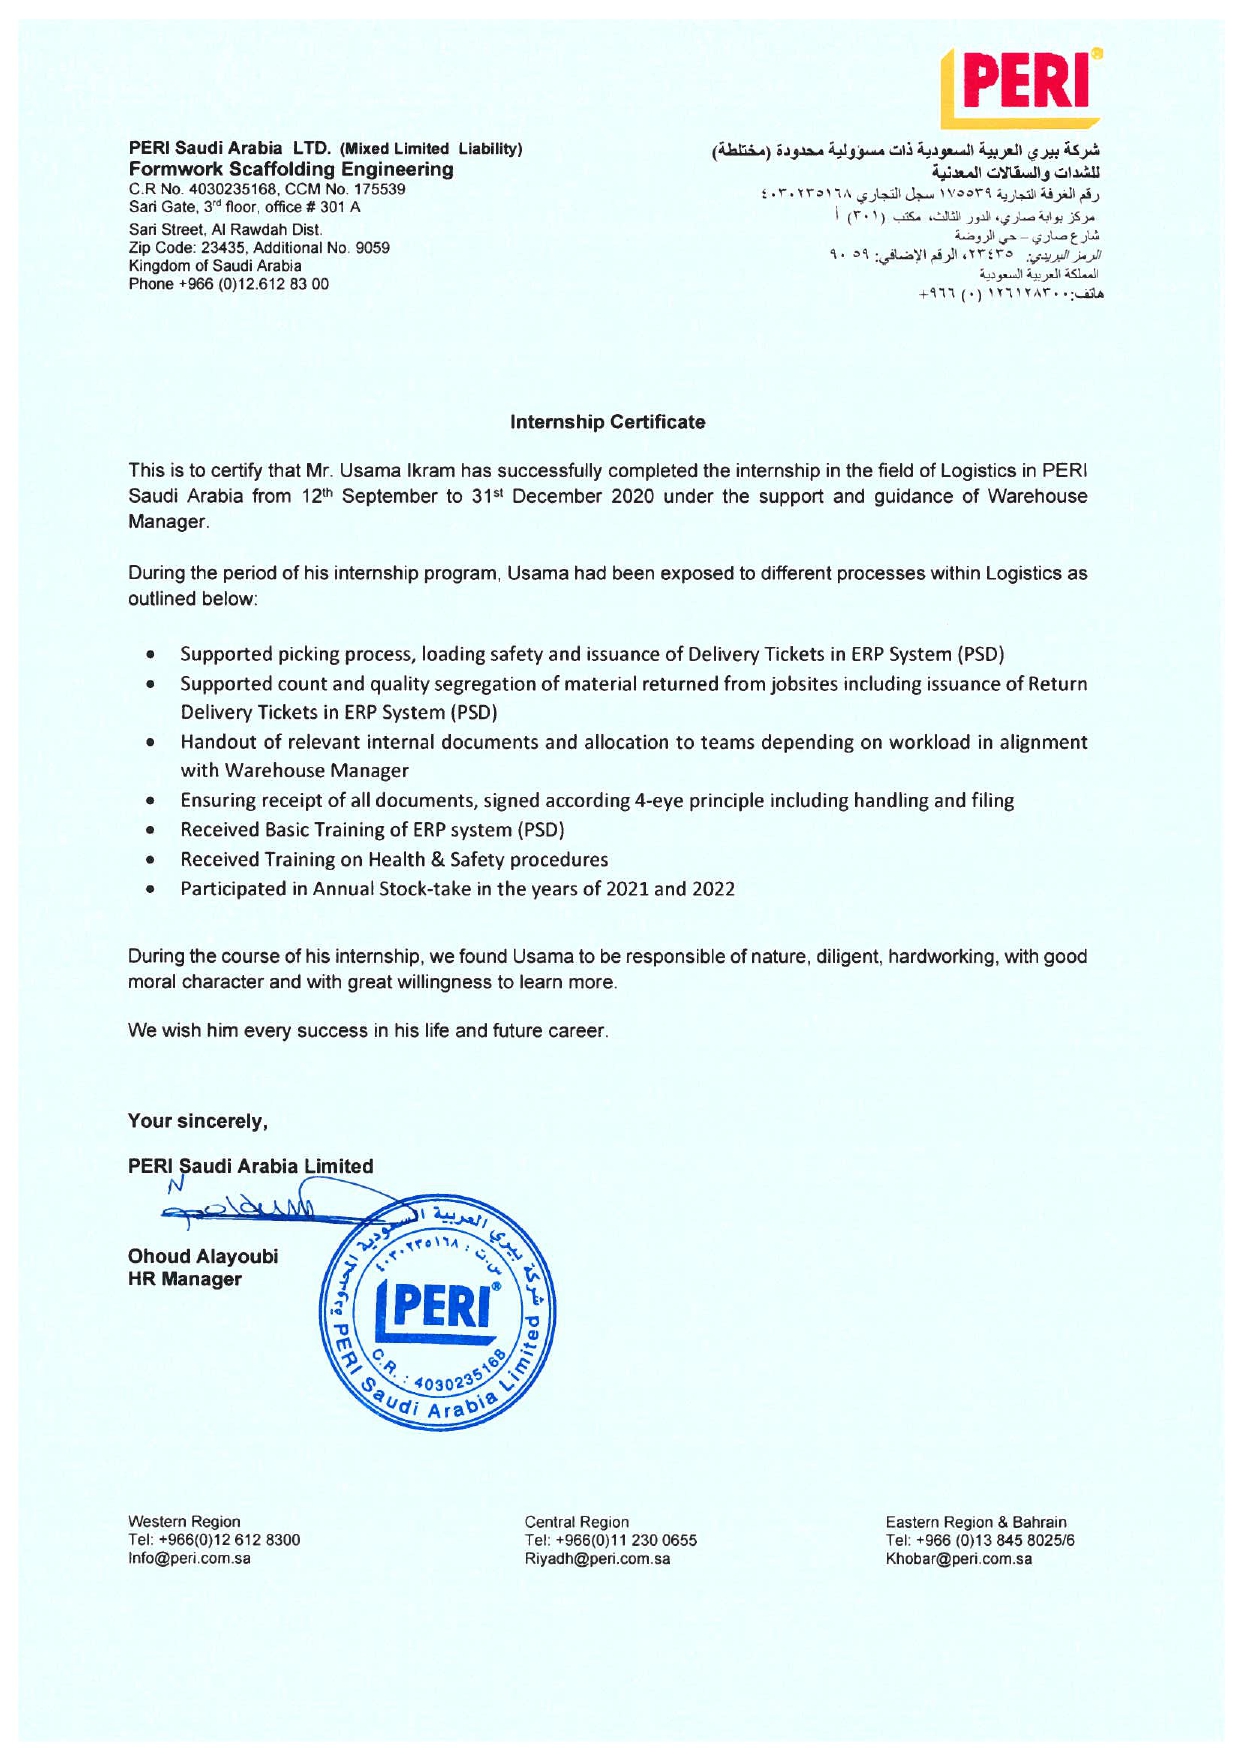 PERI®
PERI Saudi Arabia LTD. (Mixed Limited Liability)
Formwork Scaffolding Engineering
C.R No. 4030235168, CCM No. 175539
Sari Gate, 3rd floor, office # 301 A
Sari Street, Al Rawdah Dist.
Zip Code: 23435, Additional No. 9059
Kingdom of Saudi Arabia
Phone +966 (0)12.612 83 00
شركة بيري العربية السعودية ذات مسؤولية محدودة (مختلطة)
للشدات والسقالات المعدنية
رقم الغرفة التجارية ١٧٥٥٣٩ سجل التجاري ٤٠٣٠٢٣٥١٦٨
مركز بوابة صاري، الدور الثالث، مكتب (٣٠١) أ
شارع صاري – حي الروضة
الرمز البريدي: ٢٣٤٣٥، الرقم الإضافي: ٩٠٥٩
المملكة العربية السعودية
هاتف: ١٢٦١٢٨٣٠٠ (٠) ٩٦٦+
Internship Certificate
This is to certify that Mr. Usama Ikram has successfully completed the internship in the field of Logistics in PERI
Saudi Arabia from 12th September to 31st December 2020 under the support and guidance of Warehouse
Manager.
During the period of his internship program, Usama had been exposed to different processes within Logistics as
outlined below:
• Supported picking process, loading safety and issuance of Delivery Tickets in ERP System (PSD)
• Supported count and quality segregation of material returned from jobsites including issuance of Return
Delivery Tickets in ERP System (PSD)
• Handout of relevant internal documents and allocation to teams depending on workload in alignment
with Warehouse Manager
• Ensuring receipt of all documents, signed according 4-eye principle including handling and filing
• Received Basic Training of ERP system (PSD)
• Received Training on Health & Safety procedures
• Participated in Annual Stock-take in the years of 2021 and 2022
During the course of his internship, we found Usama to be responsible of nature, diligent, hardworking, with good
moral character and with great willingness to learn more.
We wish him every success in his life and future career.
Your sincerely,
PERI Saudi Arabia Limited
Ohoud Alayoubi
HR Manager
شركة بيري العربية السعودية المحدودة
س.ت : ٤٠٣٠٢٣٥١٦٨
PERI®
C.R. : 4030235168
PERI Saudi Arabia Limited
Western Region
Tel: +966(0)12 612 8300
Info@peri.com.sa
Central Region
Tel: +966(0)11 230 0655
Riyadh@peri.com.sa
Eastern Region & Bahrain
Tel: +966 (0)13 845 8025/6
Khobar@peri.com.sa